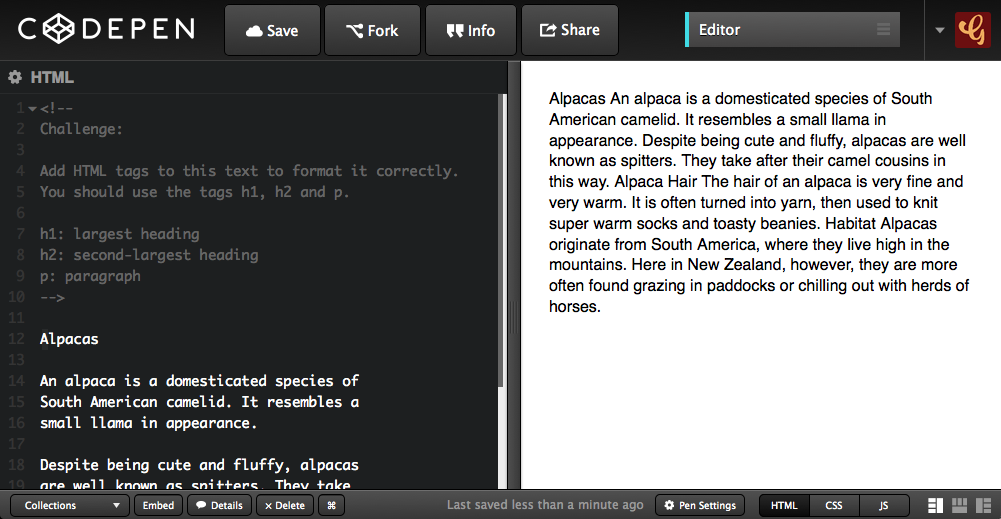 CODEPEN
Save
Fork
Info
Share
Editor
HTML
1 <!--
2 Challenge:
3
4 Add HTML tags to this text to format it correctly.
5 You should use the tags h1, h2 and p.
6
7 h1: largest heading
8 h2: second-largest heading
9 p: paragraph
10 -->
11
12 Alpacas
13
14 An alpaca is a domesticated species of
15 South American camelid. It resembles a
16 small llama in appearance.
17
18 Despite being cute and fluffy, alpacas
19 are well known as spitters. They take
Alpacas An alpaca is a domesticated species of South
American camelid. It resembles a small llama in
appearance. Despite being cute and fluffy, alpacas are well
known as spitters. They take after their camel cousins in
this way. Alpaca Hair The hair of an alpaca is very fine and
very warm. It is often turned into yarn, then used to knit
super warm socks and toasty beanies. Habitat Alpacas
originate from South America, where they live high in the
mountains. Here in New Zealand, however, they are more
often found grazing in paddocks or chilling out with herds of
horses.
Collections
Embed
Details
x Delete
⌘
Last saved less than a minute ago
Pen Settings
HTML
CSS
JS